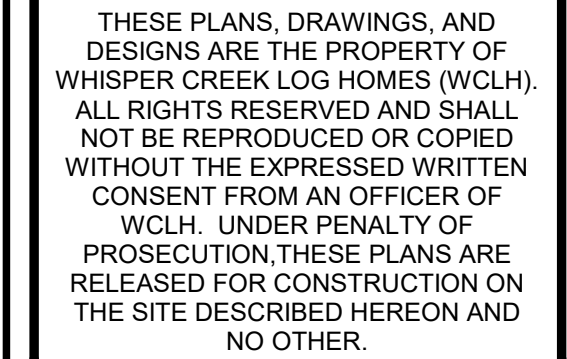 THESE PLANS, DRAWINGS, AND
DESIGNS ARE THE PROPERTY OF
WHISPER CREEK LOG HOMES (WCLH).
ALL RIGHTS RESERVED AND SHALL
NOT BE REPRODUCED OR COPIED
WITHOUT THE EXPRESSED WRITTEN
CONSENT FROM AN OFFICER OF
WCLH.  UNDER PENALTY OF
PROSECUTION,THESE PLANS ARE
RELEASED FOR CONSTRUCTION ON
THE SITE DESCRIBED HEREON AND
NO OTHER.